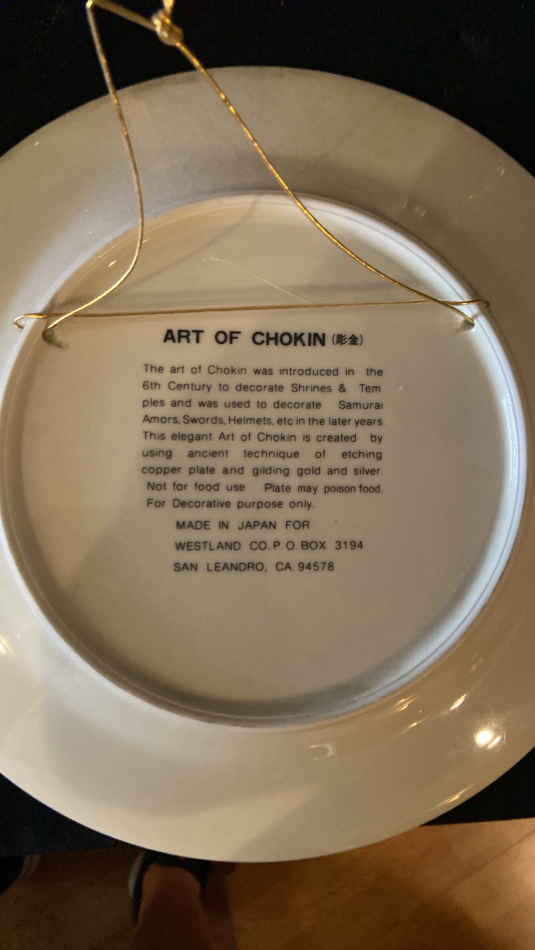 ART OF CHOKIN (彫金)
The art of Chokin was introduced in the
6th Century to decorate Shrines & Tem
ples and was used to decorate Samurai
Amors, Swords, Helmets, etc in the later years
This elegant Art of Chokin is created by
using ancient technique of etching
copper plate and gilding gold and silver.
Not for food use Plate may poison food.
For Decorative purpose only.
MADE IN JAPAN FOR
WESTLAND CO. P. O. BOX 3194
SAN LEANDRO, CA. 94578